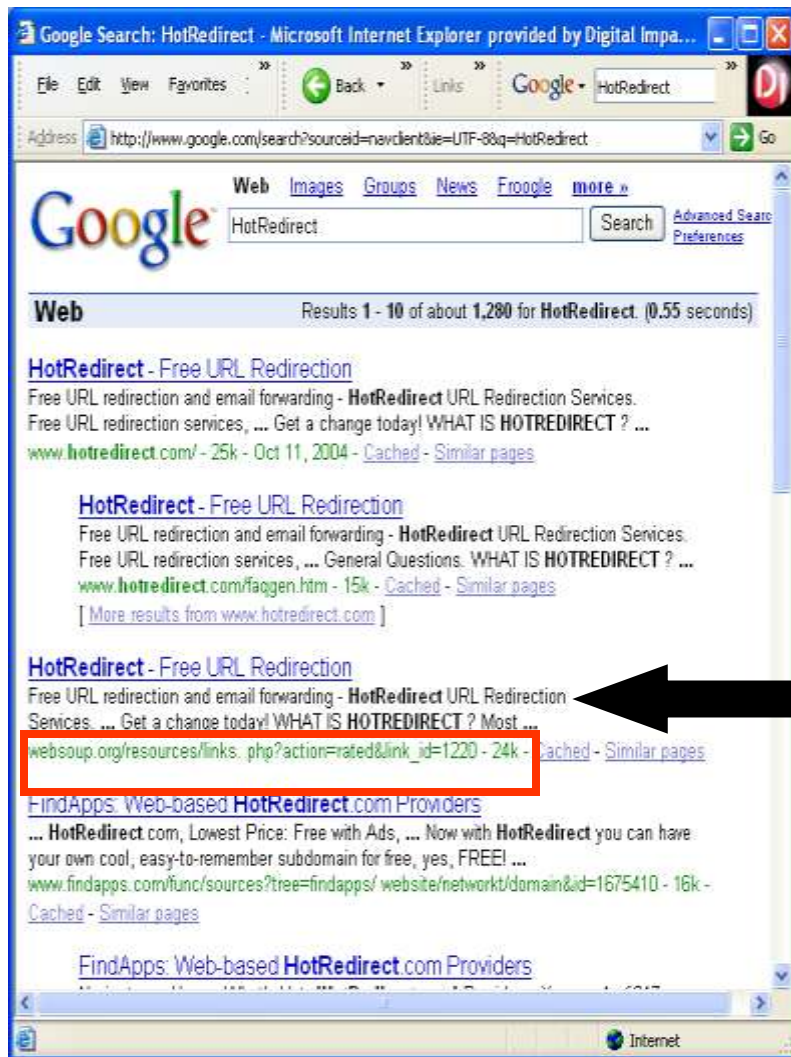 Google Search: HotRedirect - Microsoft Internet Explorer provided by Digital Impa...
File Edit View Favorites » Back » Links » Google HotRedirect »
Address http://www.google.com/search?sourceid=navclient&ie=UTF-8&q=HotRedirect Go
Web Images Groups News Froogle more »
Google HotRedirect Search Advanced Searc
Preferences
Web Results 1 - 10 of about 1,280 for HotRedirect. (0.55 seconds)
HotRedirect - Free URL Redirection
Free URL redirection and email forwarding - HotRedirect URL Redirection Services.
Free URL redirection services, ... Get a change today! WHAT IS HOTREDIRECT ? ...
www.hotredirect.com/ - 25k - Oct 11, 2004 - Cached - Similar pages
HotRedirect - Free URL Redirection
Free URL redirection and email forwarding - HotRedirect URL Redirection Services.
Free URL redirection services, ... General Questions. WHAT IS HOTREDIRECT ? ...
www.hotredirect.com/faqgen.htm - 15k - Cached - Similar pages
[ More results from www.hotredirect.com ]
HotRedirect - Free URL Redirection
Free URL redirection and email forwarding - HotRedirect URL Redirection
Services. ... Get a change today! WHAT IS HOTREDIRECT ? Most ...
websoup.org/resources/links. php?action=rated&link_id=1220 - 24k - Cached - Similar pages
FindApps: Web-based HotRedirect.com Providers
... HotRedirect.com, Lowest Price: Free with Ads, ... Now with HotRedirect you can have
your own cool, easy-to-remember subdomain for free, yes, FREE! ...
www.findapps.com/func/sources?tree=findapps/ website/networkt/domain&id=1675410 - 16k -
Cached - Similar pages
FindApps: Web-based HotRedirect.com Providers
Internet